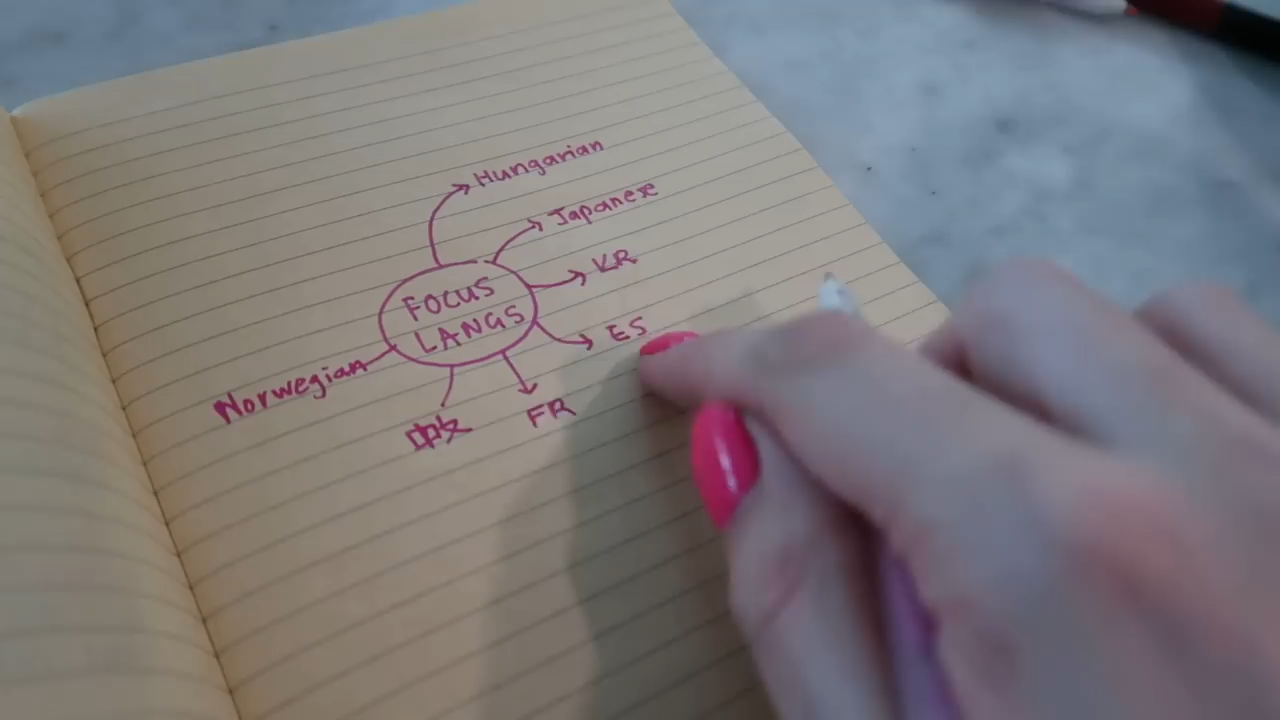 Hungarian
Japanese
KR
FOCUS
LANGS
ES
Norwegian
FR
中文